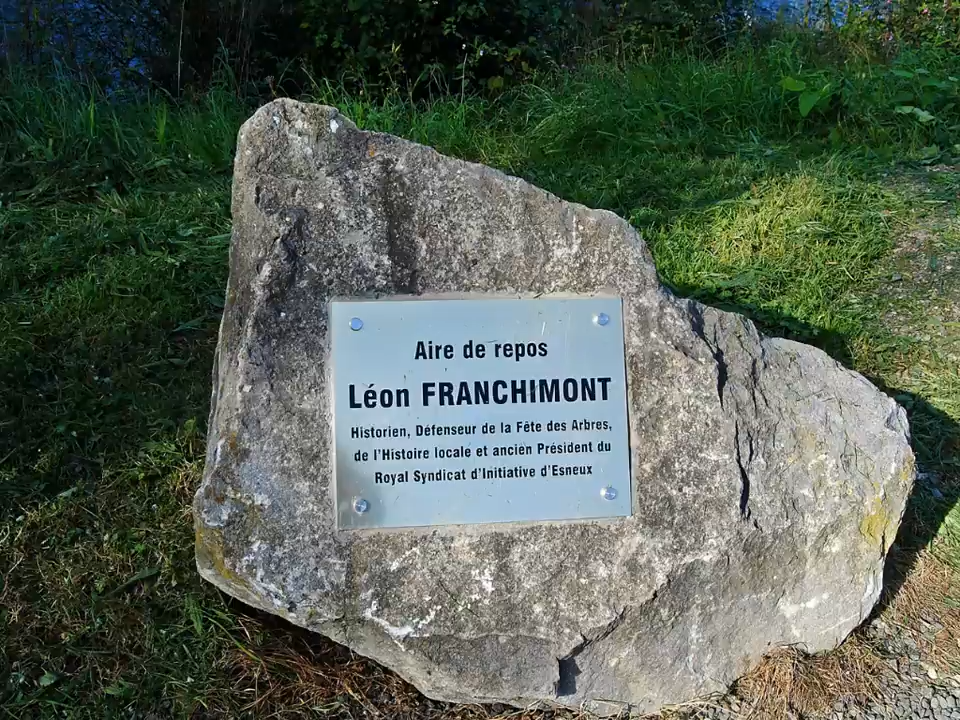 Aire de repos
Léon FRANCHIMONT
Historien, Défenseur de la Fête des Arbres,
de l'Histoire locale et ancien Président du
Royal Syndicat d'Initiative d'Esneux